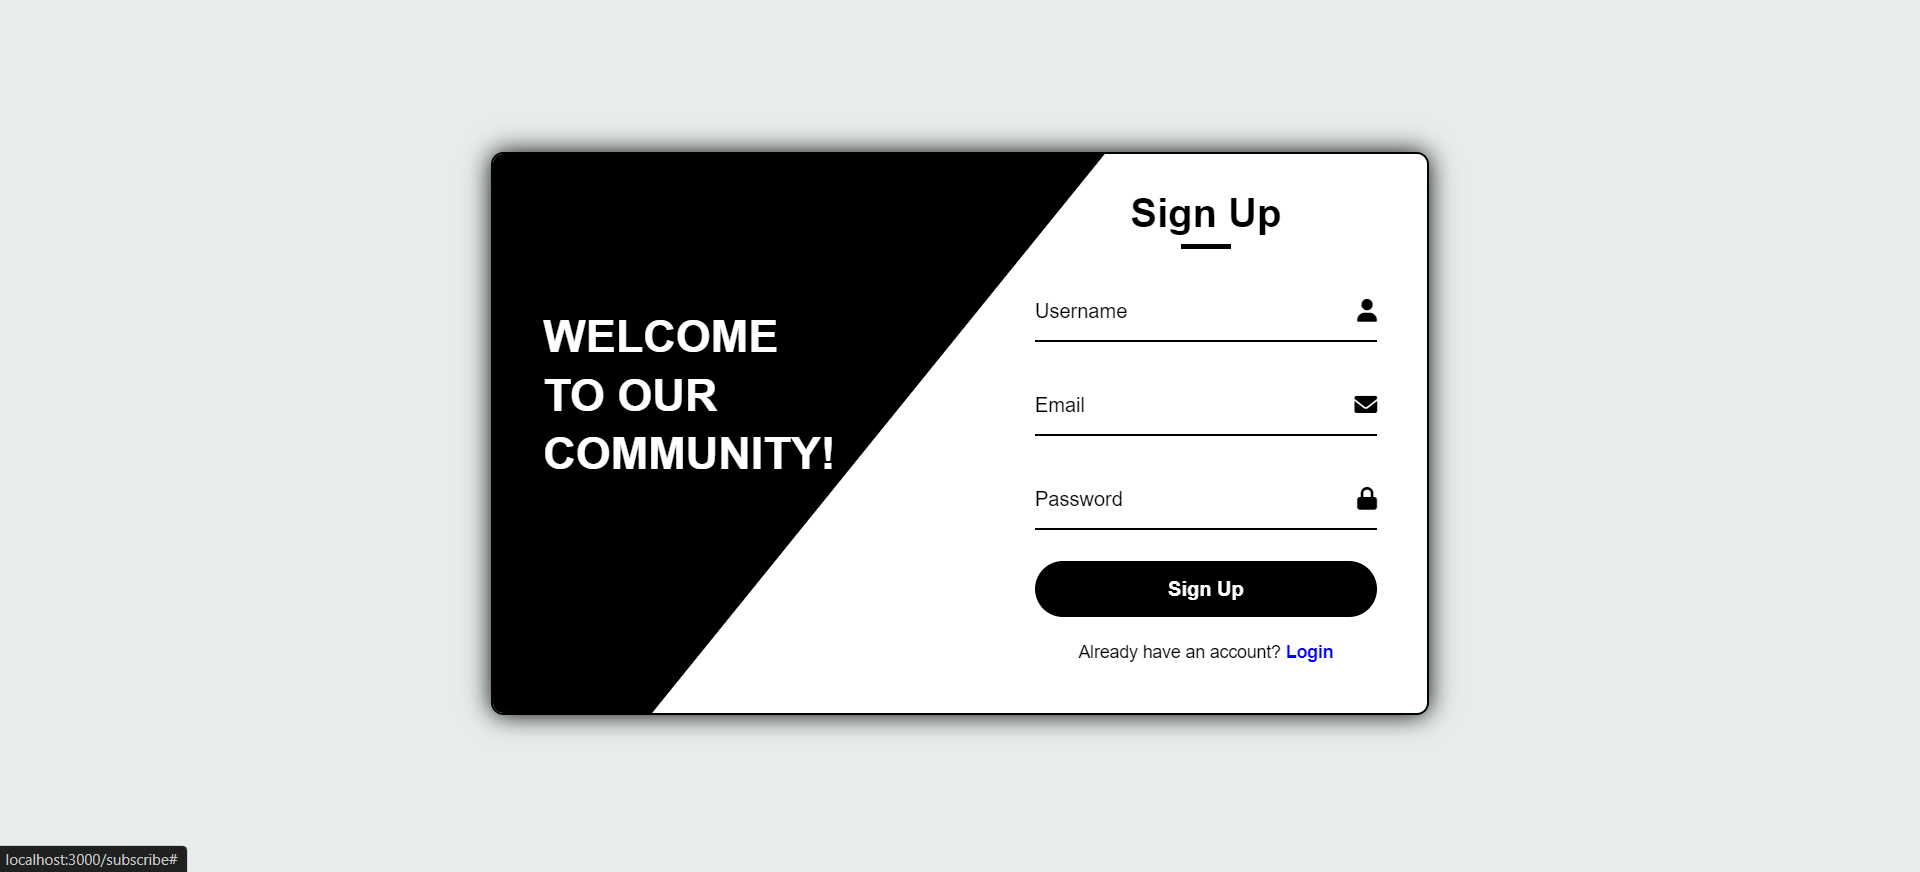 Sign Up
WELCOME
TO OUR
COMMUNITY!
Username
Email
Password
Sign Up
Already have an account? Login
localhost:3000/subscribe#